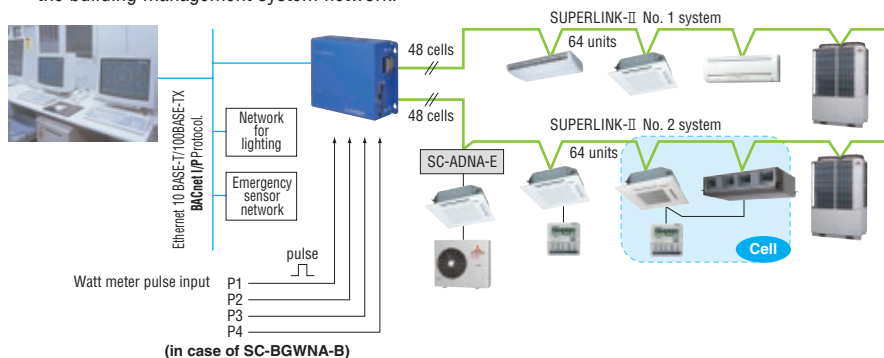 the building management system network.
SUPERLINK-II No. 1 system
48 cells
64 units
48 cells
SUPERLINK-II No. 2 system
64 units
SC-ADNA-E
Cell
Ethernet 10 BASE-T/100BASE-TX
BACnet I/P Protocol.
Network
for
lighting
Emergency
sensor
network
pulse
Watt meter pulse input
P1
P2
P3
P4
(in case of SC-BGWNA-B)